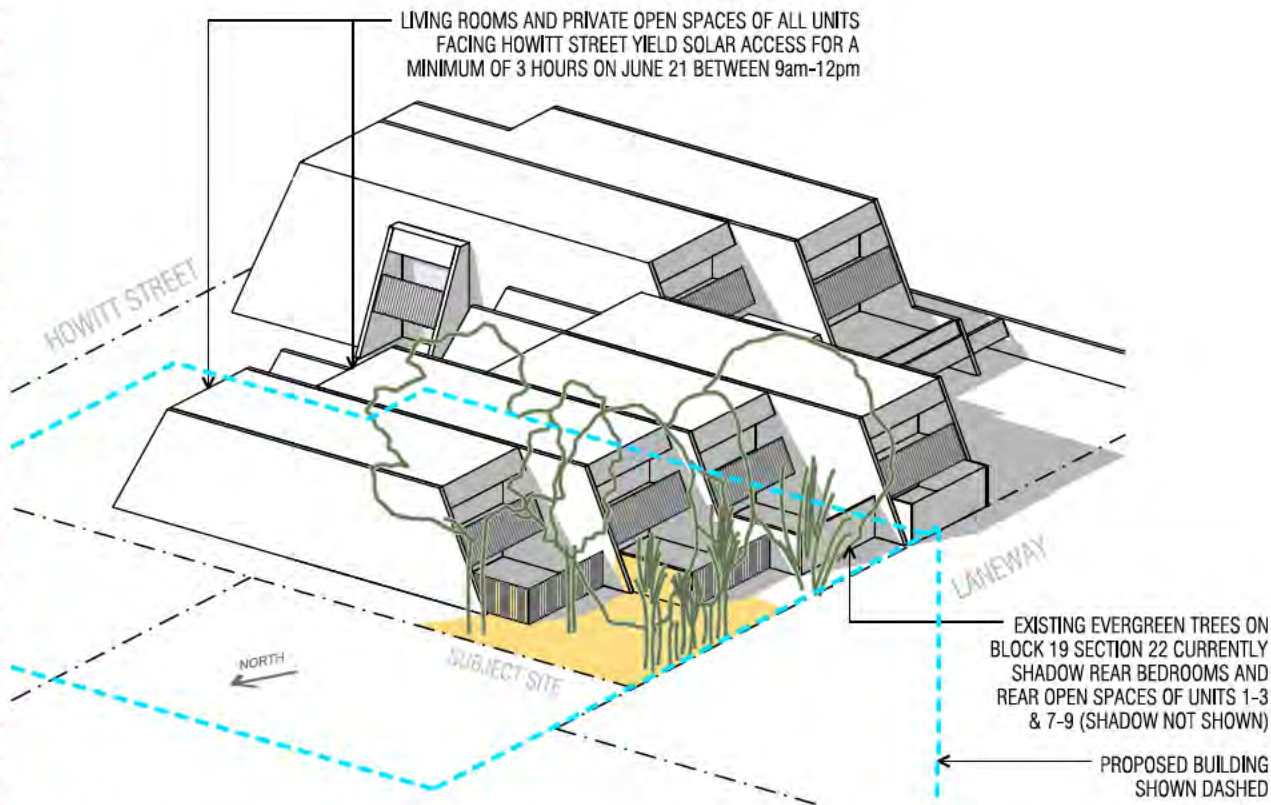 LIVING ROOMS AND PRIVATE OPEN SPACES OF ALL UNITS
FACING HOWITT STREET YIELD SOLAR ACCESS FOR A
MINIMUM OF 3 HOURS ON JUNE 21 BETWEEN 9am-12pm
HOWITT STREET
LANEWAY
NORTH
SUBJECT SITE
EXISTING EVERGREEN TREES ON
BLOCK 19 SECTION 22 CURRENTLY
SHADOW REAR BEDROOMS AND
REAR OPEN SPACES OF UNITS 1-3
& 7-9 (SHADOW NOT SHOWN)
PROPOSED BUILDING
SHOWN DASHED